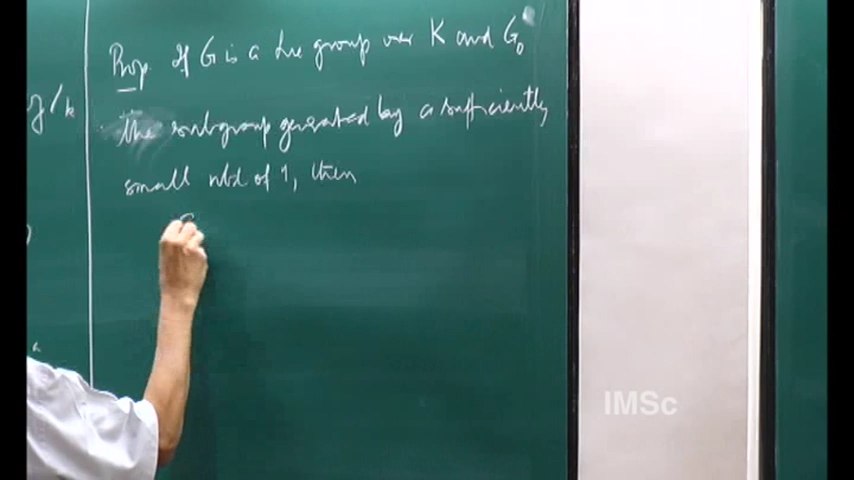 Prop. If G is a Lie group over K and G₀
the subgroup generated by a sufficiently
small nbd of 1, then
g/k
IMSc